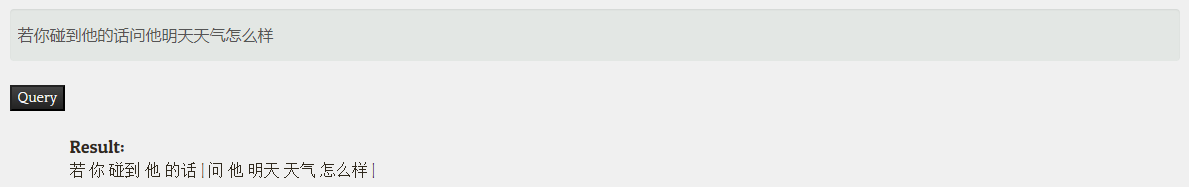 若你碰到他的话问他明天天气怎么样
Query
Result:
若 你 碰到 他 的话 | 问 他 明天 天气 怎么样 |